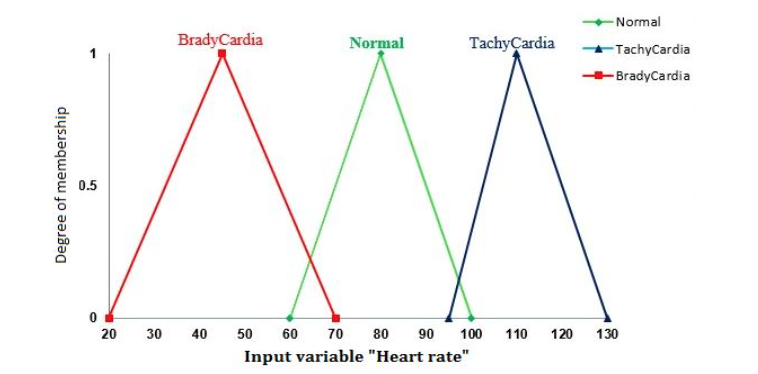 BradyCardia
Normal
TachyCardia
Normal
TachyCardia
BradyCardia
Degree of membership
1
0.5
0
20 30 40 50 60 70 80 90 100 110 120 130
Input variable "Heart rate"